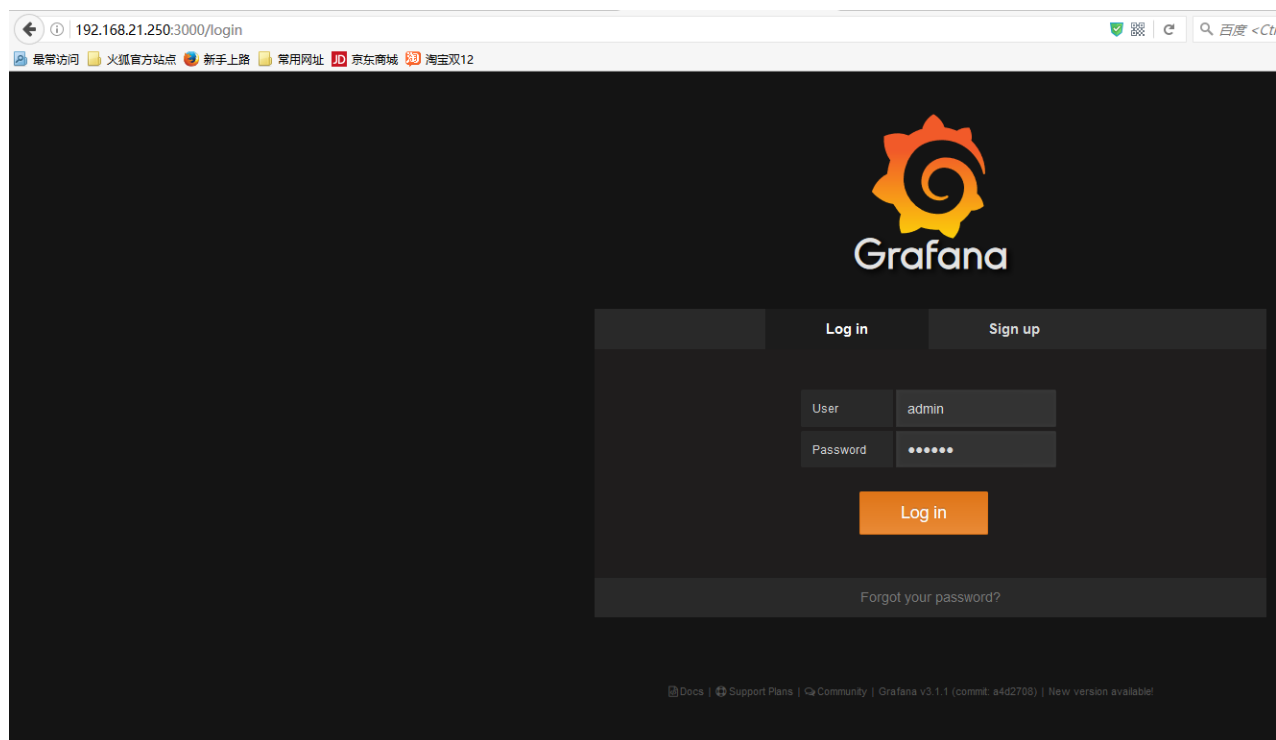 192.168.21.250:3000/login 百度 <Ct
最常访问 火狐官方站点 新手上路 常用网址 JD 京东商城 淘 淘宝双12
Grafana
Log in Sign up
User admin
Password ●●●●●●
Log in
Forgot your password?
Docs | Support Plans | Community | Grafana v3.1.1 (commit: a4d2708) | New version available!